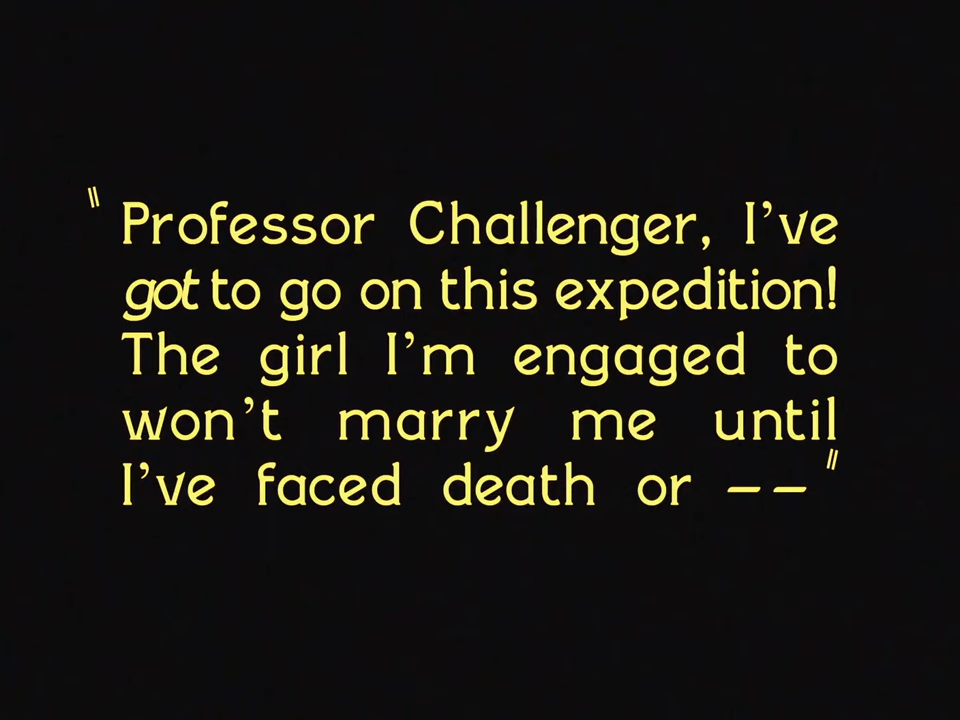 "Professor Challenger, I've
got to go on this expedition!
The girl I'm engaged to
won't marry me until
I've faced death or — —"